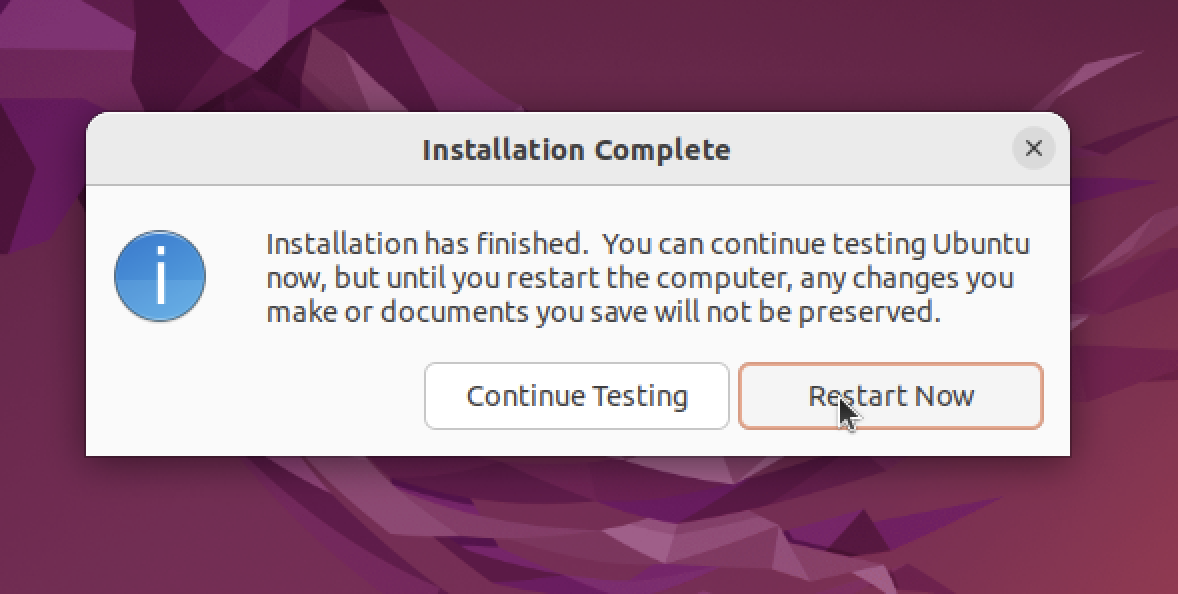 Installation Complete
Installation has finished.  You can continue testing Ubuntu
now, but until you restart the computer, any changes you
make or documents you save will not be preserved.
Continue Testing
Restart Now